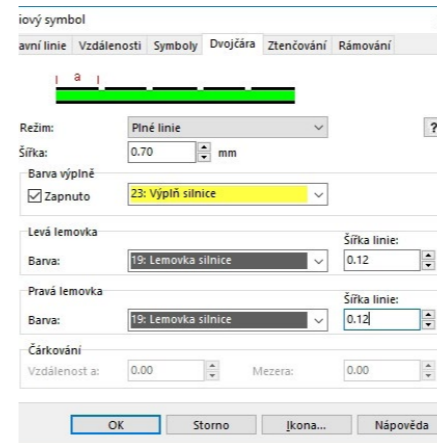 iový symbol
avní linie Vzdálenosti Symboly Dvojčára Ztenčování Rámování
a
Režim: Plné linie ?
Šířka: 0.70 mm
Barva výplně
Zapnuto 23: Výplň silnice
Levá lemovka
Šířka linie:
Barva: 19: Lemovka silnice 0.12
Pravá lemovka
Šířka linie:
Barva: 19: Lemovka silnice 0.12
Čárkování
Vzdálenost a: 0.00 Mezera: 0.00
OK Storno Ikona... Nápověda